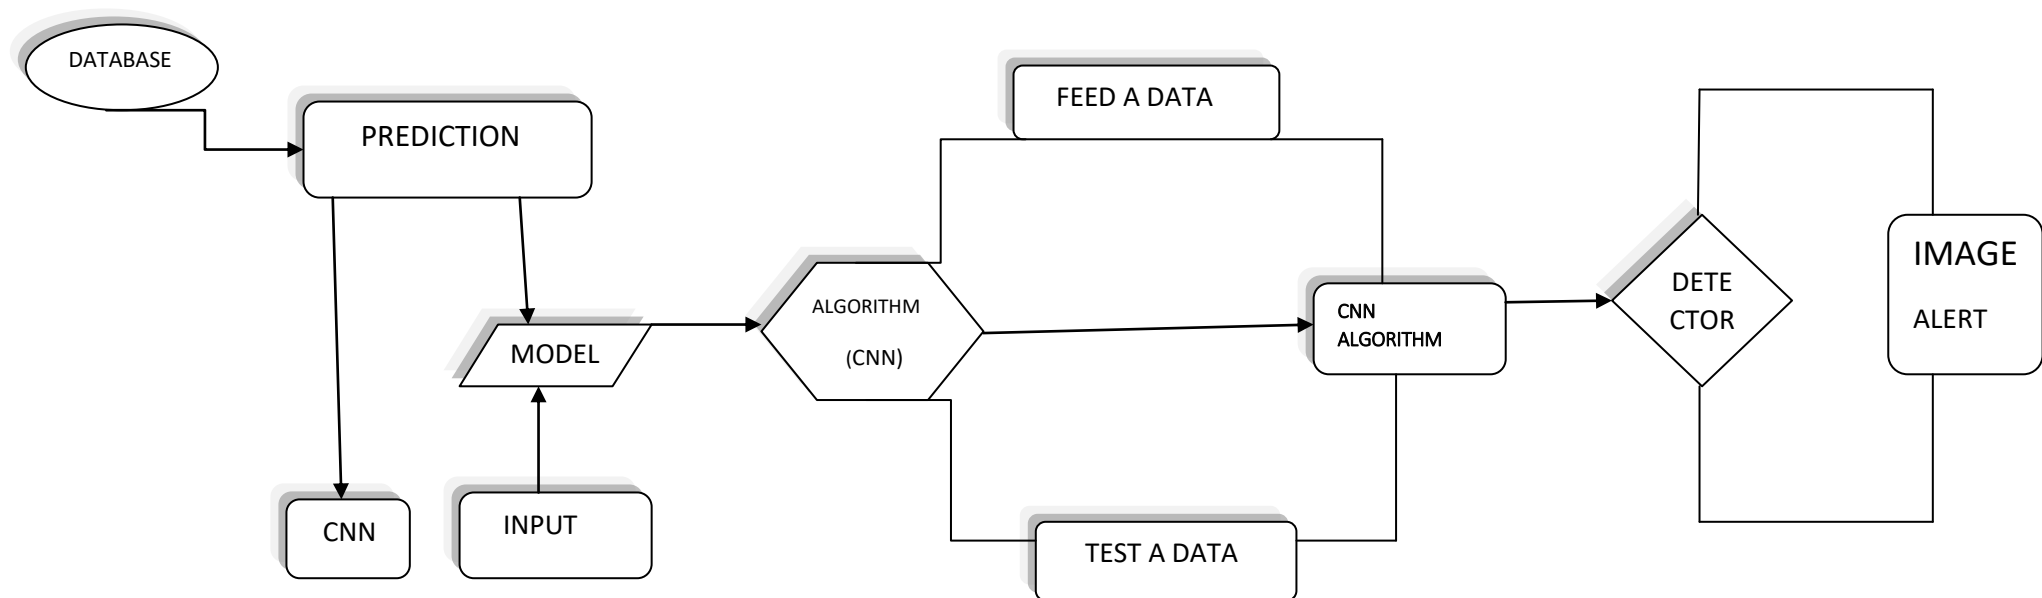 DATABASE
PREDICTION
FEED A DATA
MODEL
ALGORITHM
(CNN)
CNN
ALGORITHM
DETE
CTOR
IMAGE
ALERT
CNN
INPUT
TEST A DATA